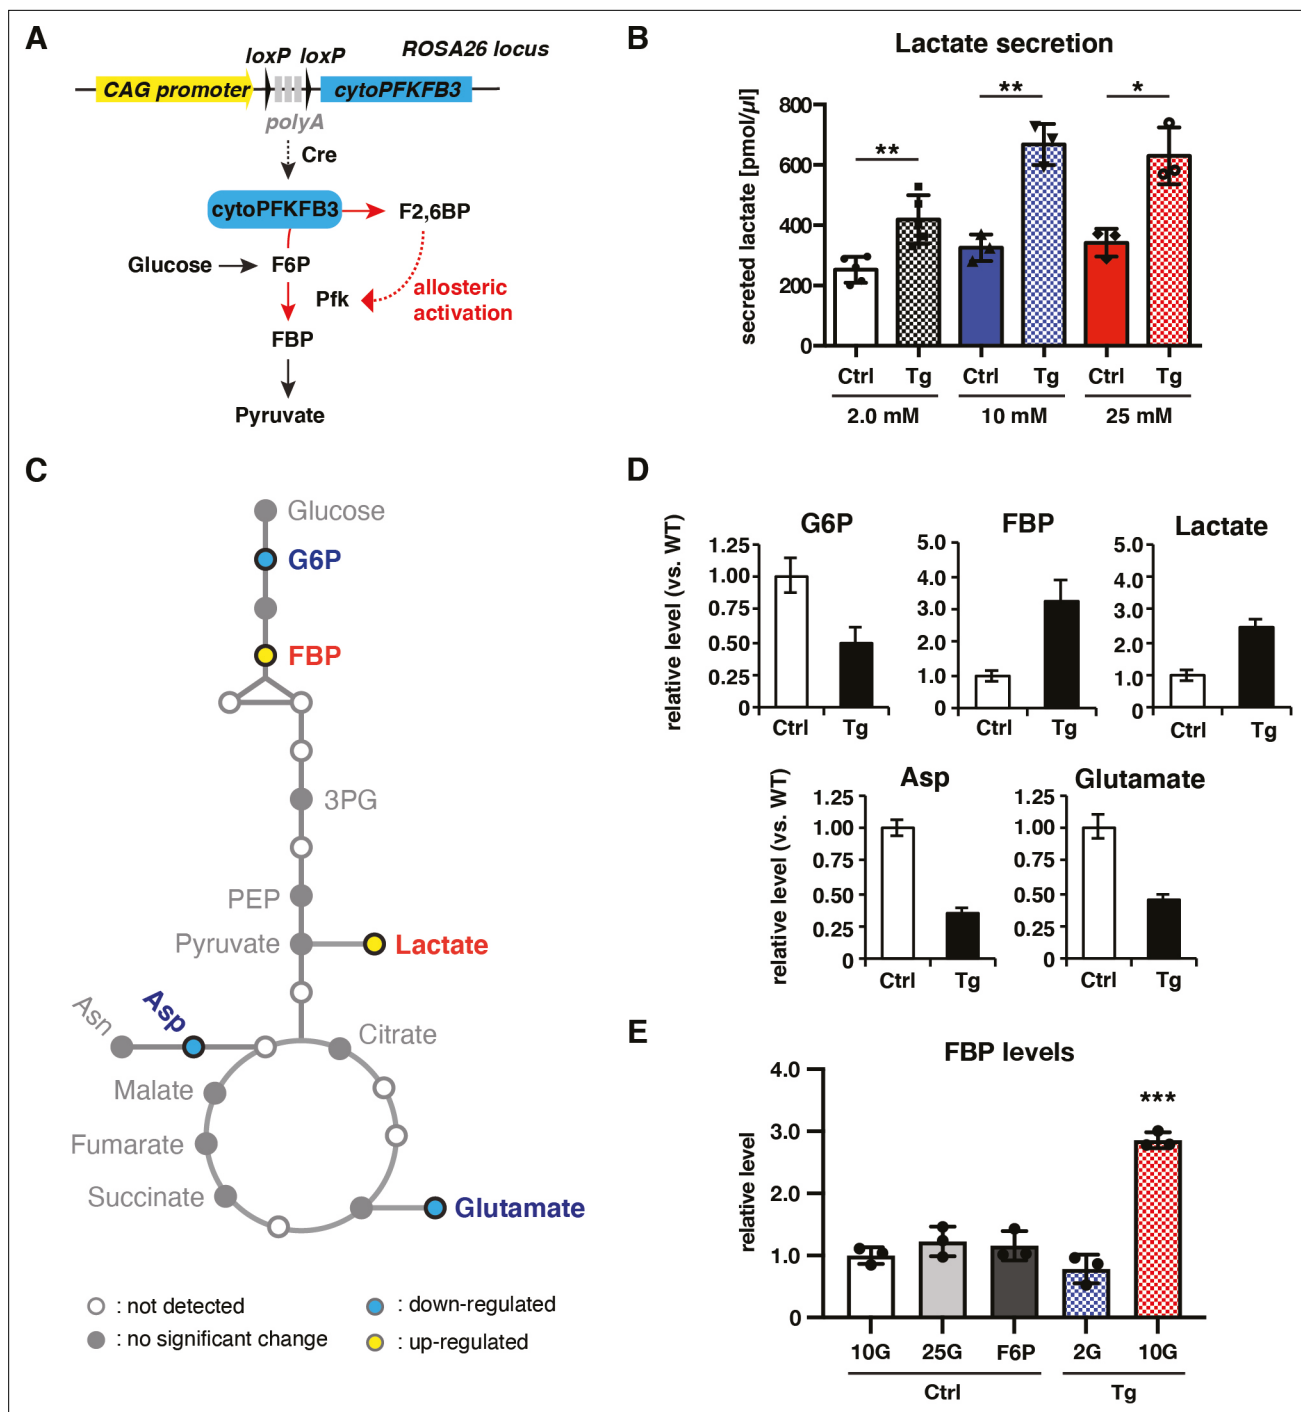 A
loxP loxP ROSA26 locus
CAG promoter cytoPFKFB3
polyA
Cre
cytoPFKFB3 F2,6BP
Glucose F6P
Pfk allosteric
activation
FBP
Pyruvate
B
Lactate secretion
secreted lactate [pmol/µl]
800
600
400
200
0
** ** *
Ctrl Tg Ctrl Tg Ctrl Tg
2.0 mM 10 mM 25 mM
C
Glucose
G6P
FBP
3PG
PEP
Pyruvate Lactate
Asn Asp
Citrate
Malate
Fumarate
Succinate
Glutamate
: not detected : down-regulated
: no significant change : up-regulated
D
relative level (vs. WT)
G6P
1.25
1.00
0.75
0.50
0.25
0
Ctrl Tg
FBP
5.0
4.0
3.0
2.0
1.0
0
Ctrl Tg
Lactate
5.0
4.0
3.0
2.0
1.0
0
Ctrl Tg
relative level (vs. WT)
Asp
1.25
1.00
0.75
0.50
0.25
0
Ctrl Tg
Glutamate
1.25
1.00
0.75
0.50
0.25
0
Ctrl Tg
E
FBP levels
relative level
4.0
3.0
2.0
1.0
0
***
10G 25G F6P 2G 10G
Ctrl Tg